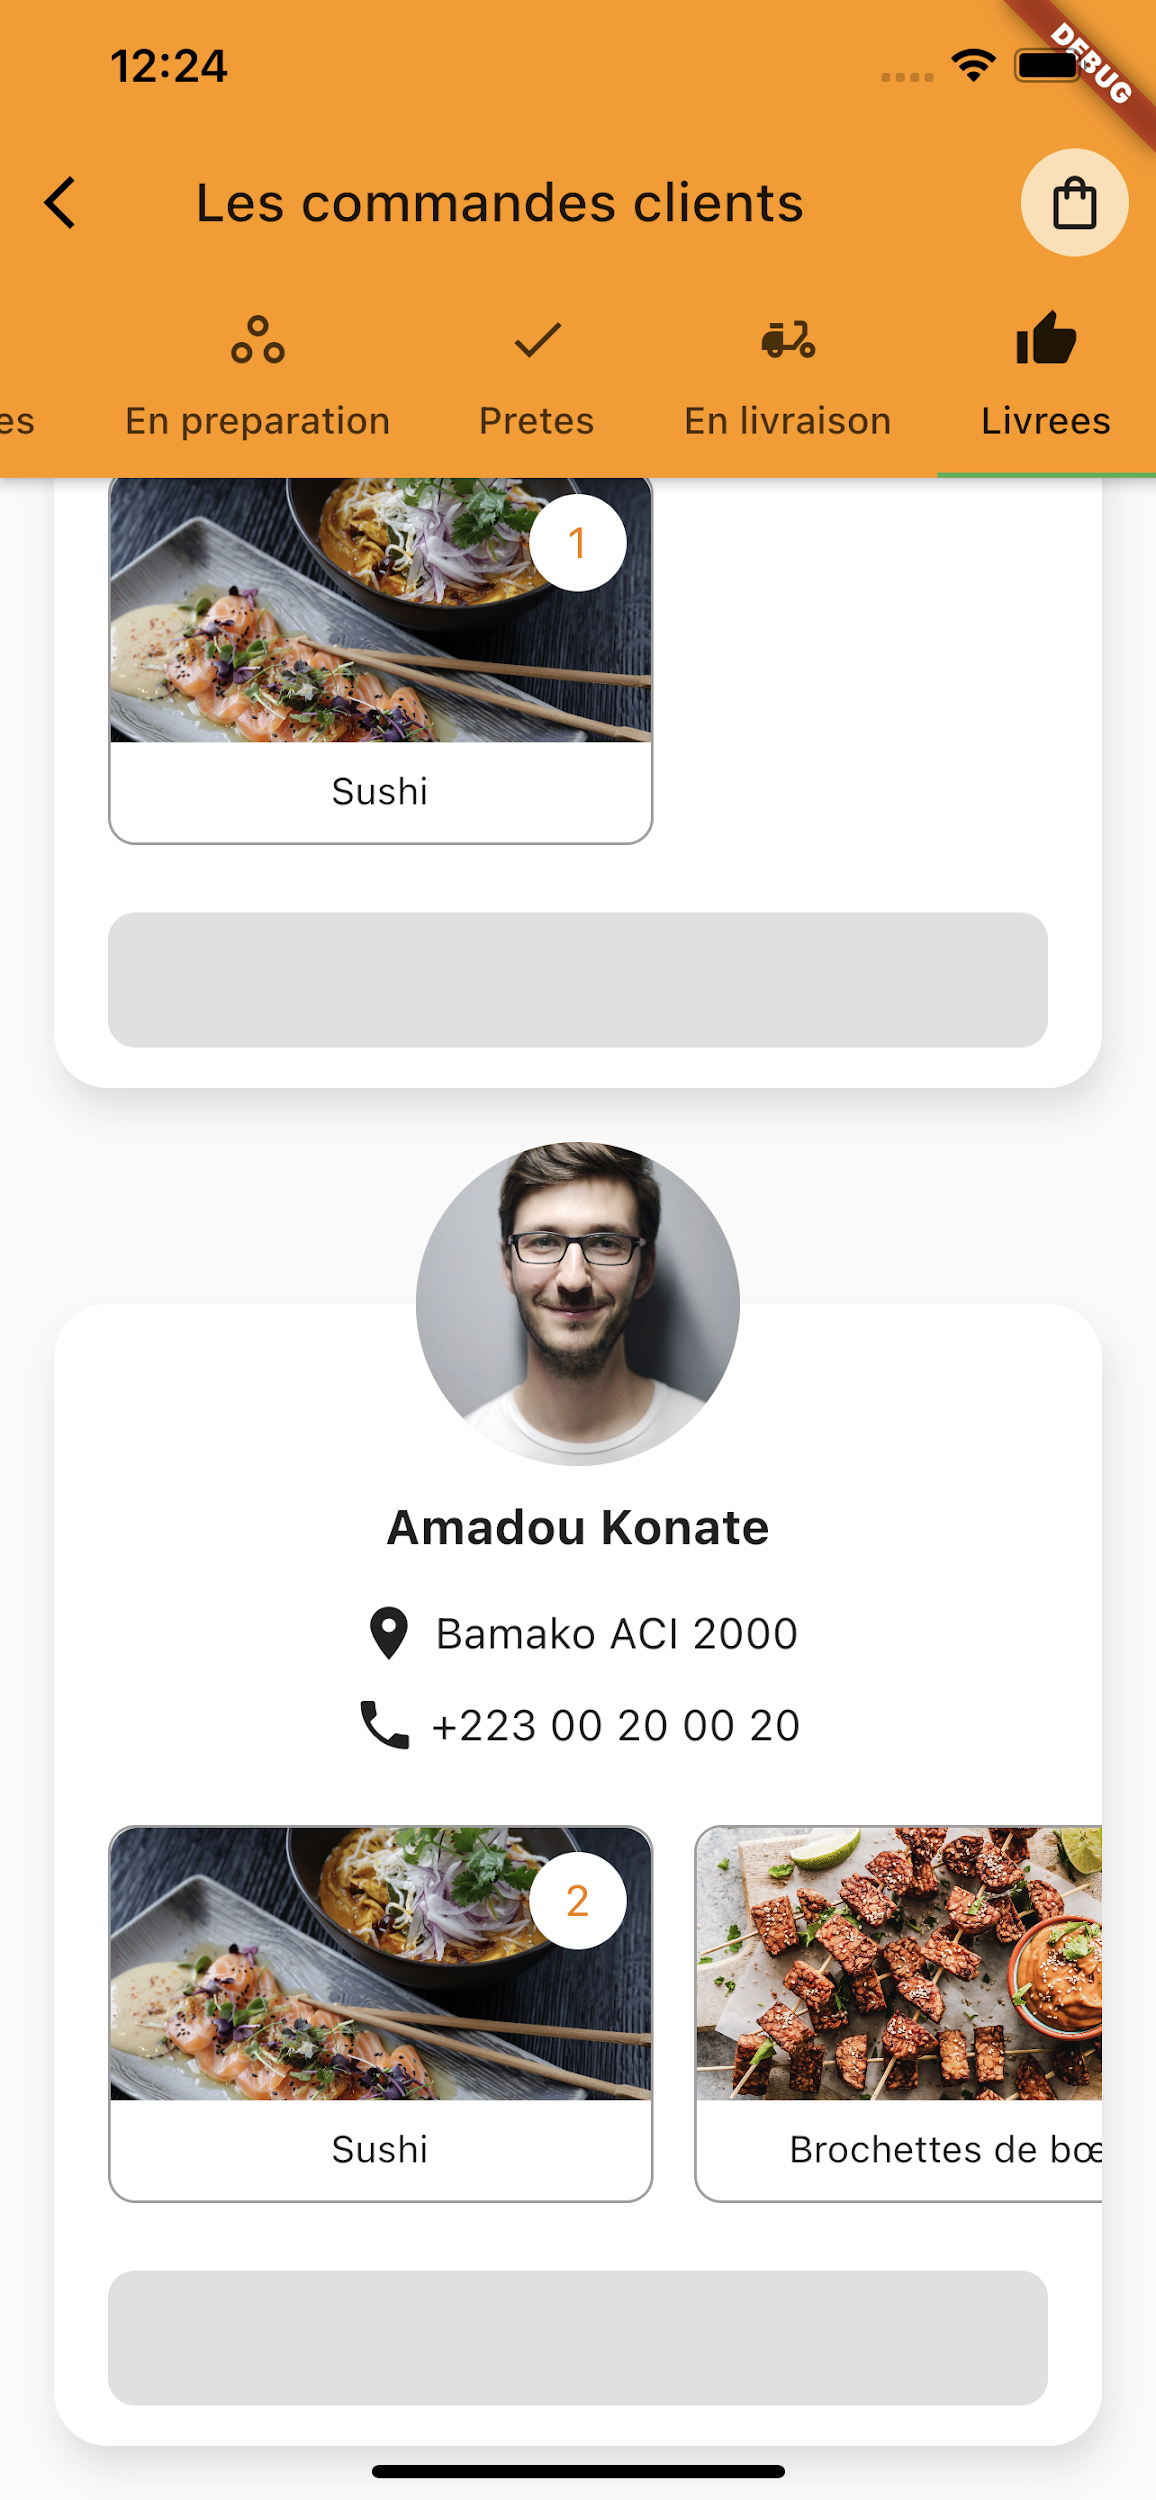 12:24
DEBUG
Les commandes clients
es
En preparation
Pretes
En livraison
Livrees
1
Sushi
Amadou Konate
Bamako ACI 2000
+223 00 20 00 20
2
Sushi
Brochettes de bœ